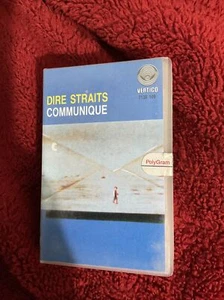 DIRE STRAITS
COMMUNIQUE
VERTIGO
PolyGram